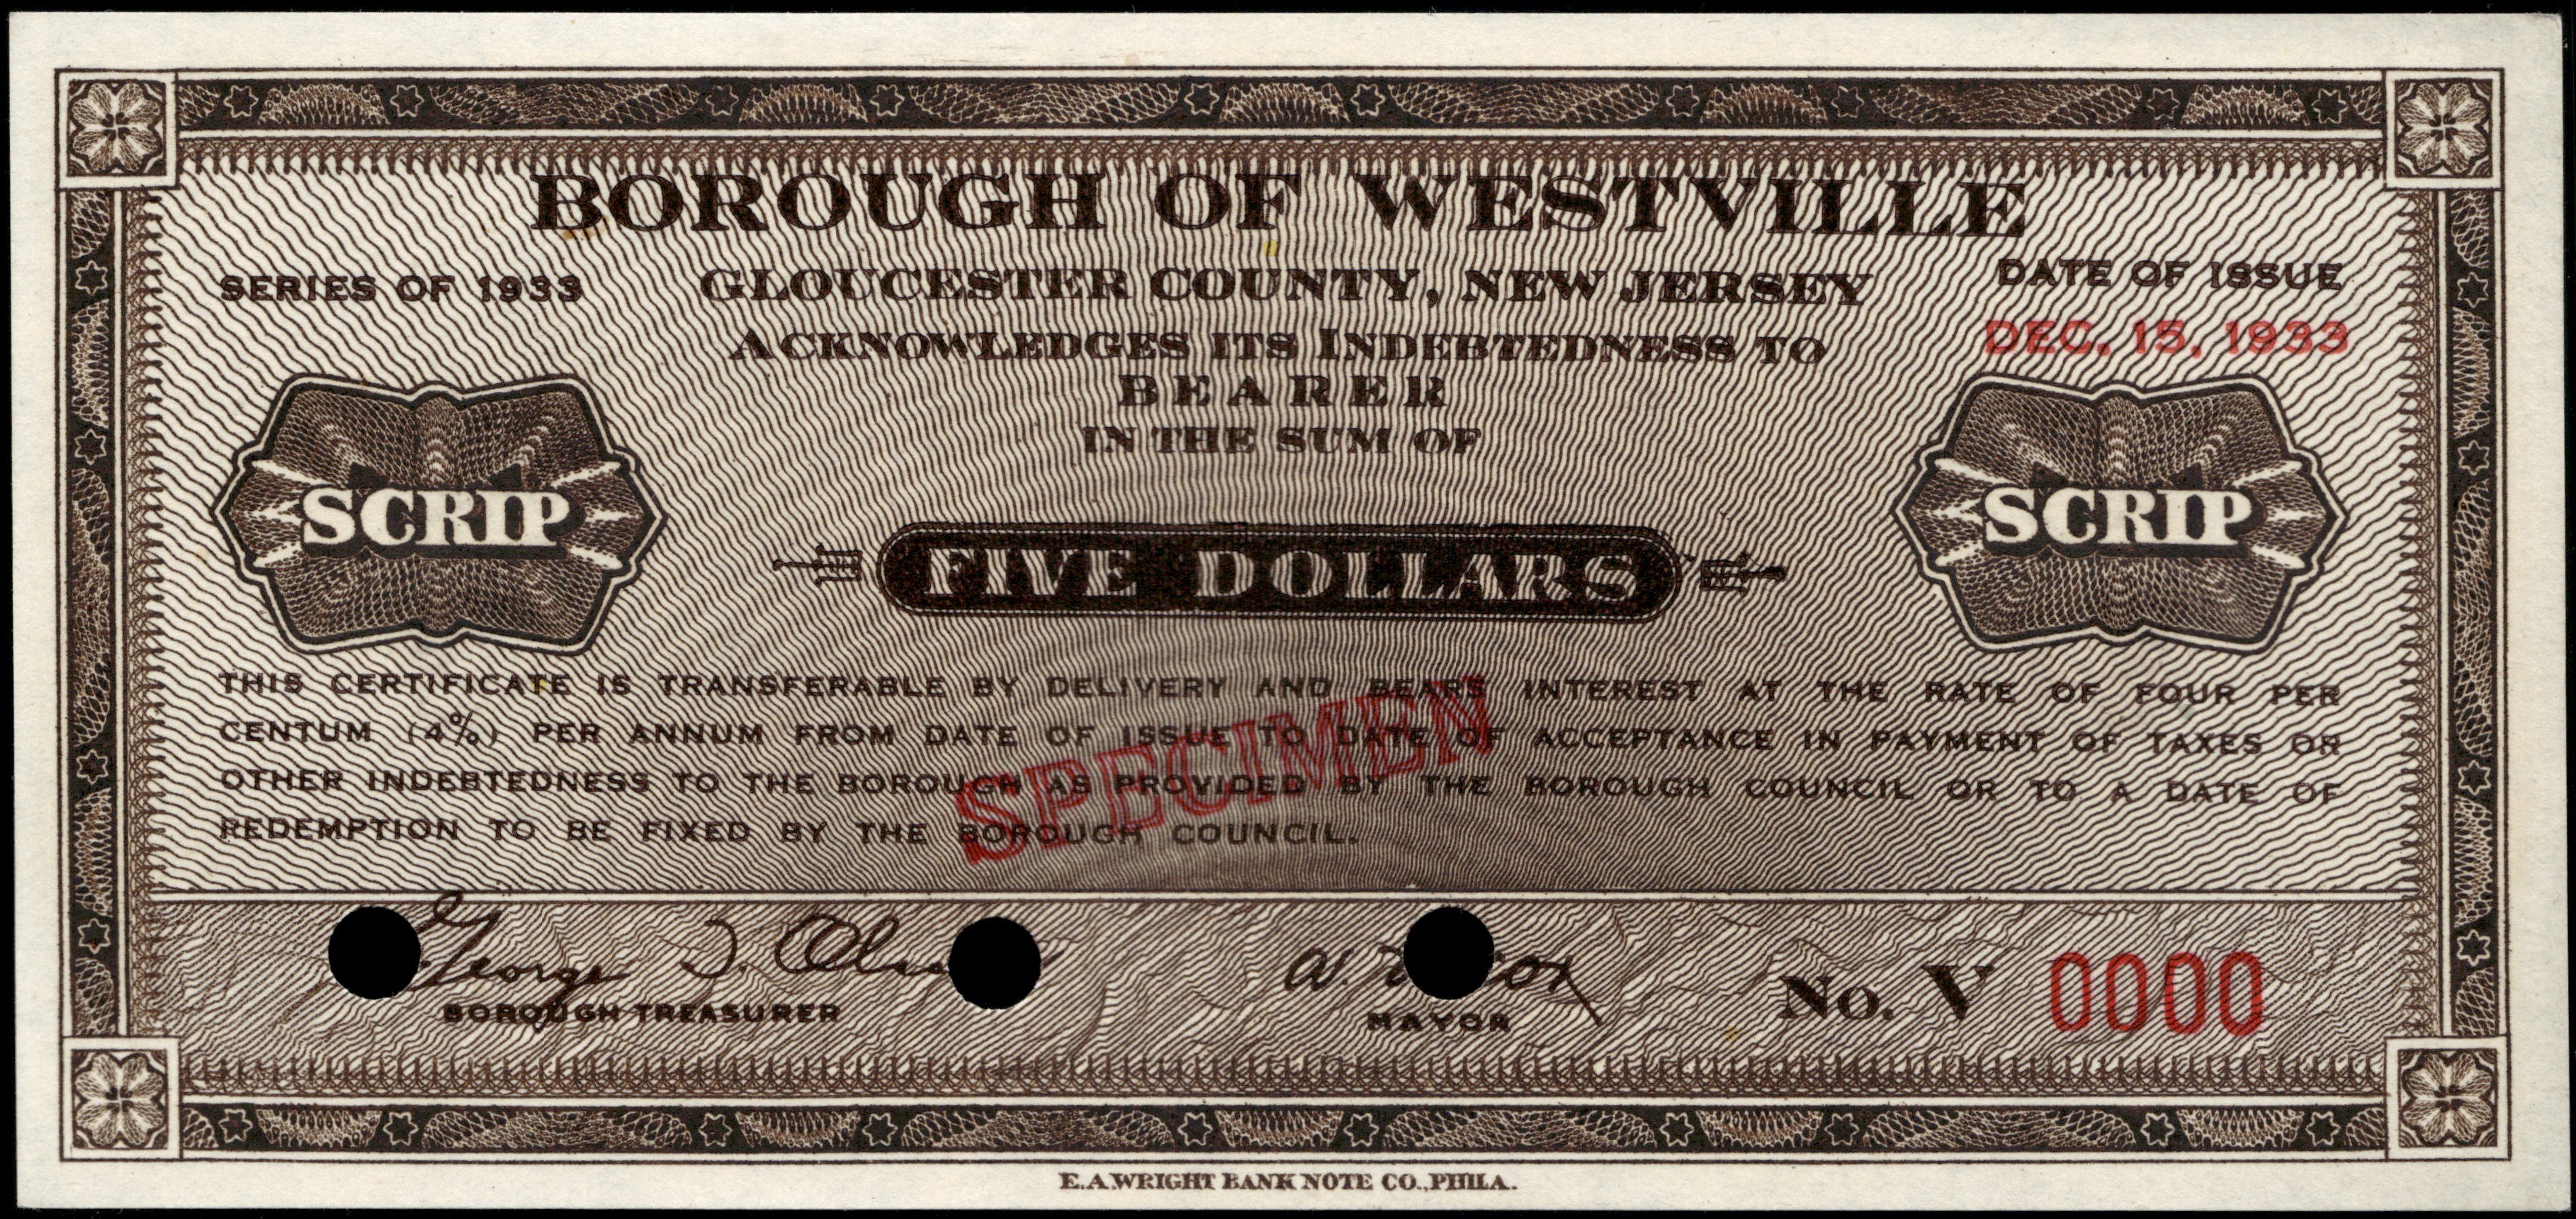 BOROUGH OF WESTVILLE
SERIES OF 1933
GLOUCESTER COUNTY, NEW JERSEY
DATE OF ISSUE
DEC. 15, 1933
ACKNOWLEDGES ITS INDEBTEDNESS TO
BEARER
IN THE SUM OF
SCRIP
SCRIP
FIVE DOLLARS
THIS CERTIFICATE IS TRANSFERABLE BY DELIVERY AND BEARS INTEREST AT THE RATE OF FOUR PER
CENTUM (4%) PER ANNUM FROM DATE OF ISSUE TO DATE OF ACCEPTANCE IN PAYMENT OF TAXES OR
OTHER INDEBTEDNESS TO THE BOROUGH AS PROVIDED BY THE BOROUGH COUNCIL OR TO A DATE OF
REDEMPTION TO BE FIXED BY THE BOROUGH COUNCIL.
SPECIMEN
George J.
BOROUGH TREASURER
W.
MAYOR
No. V 0000
E.A. WRIGHT BANK NOTE CO., PHILA.